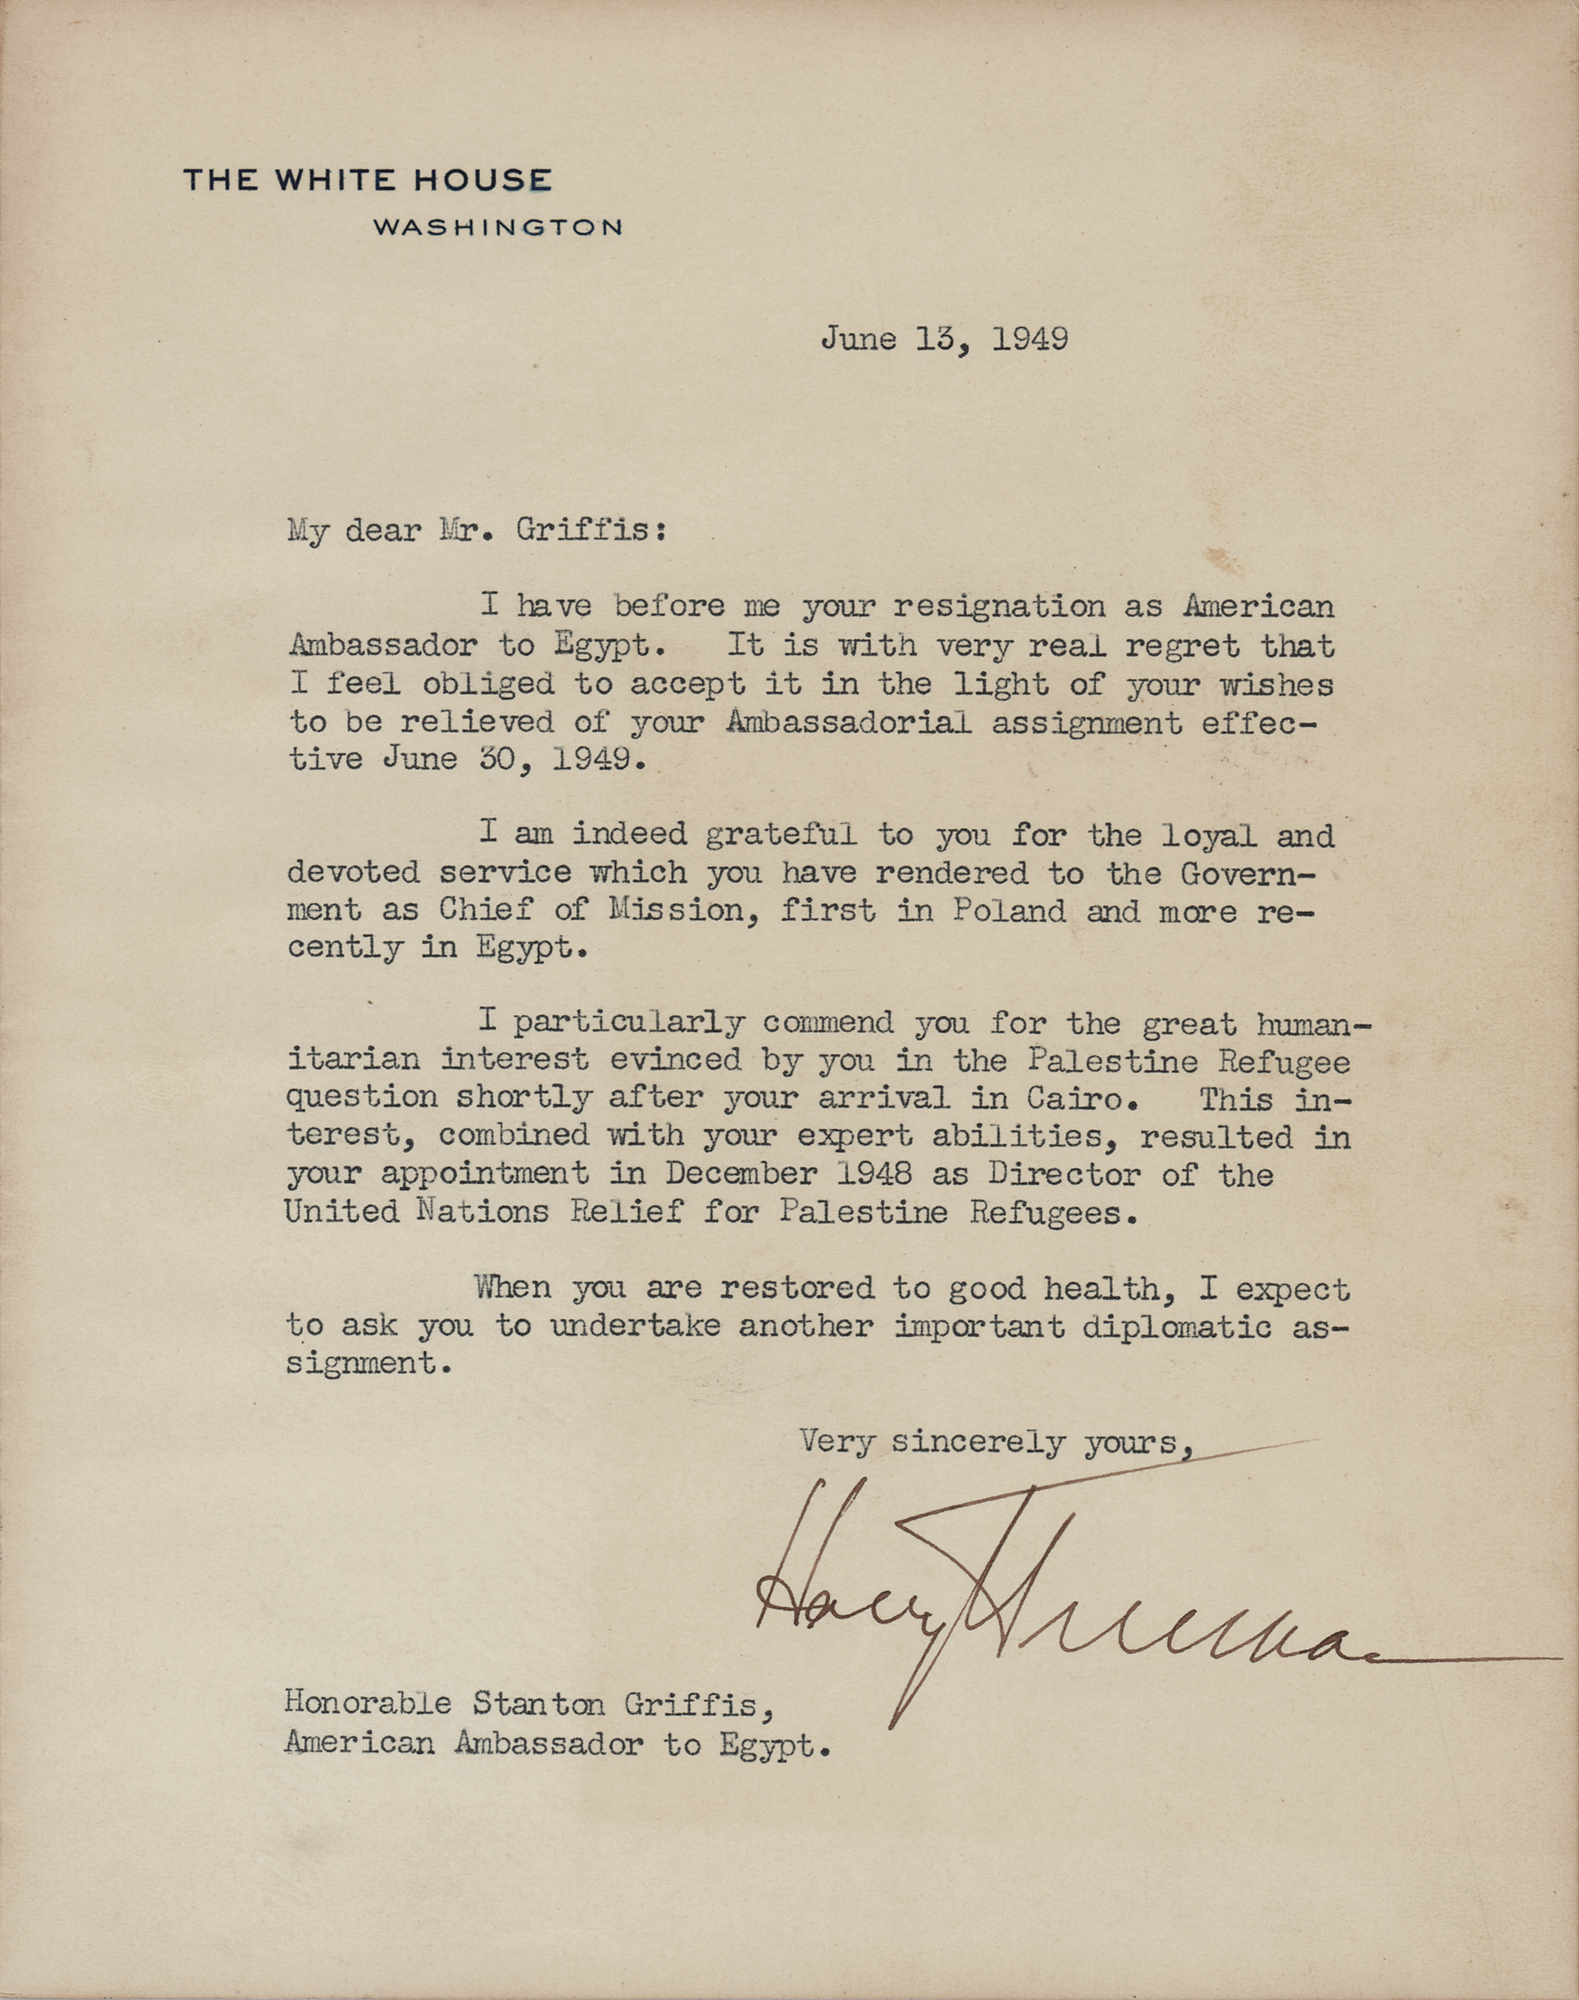 THE WHITE HOUSE
WASHINGTON
June 13, 1949
My dear Mr. Griffis:
I have before me your resignation as American
Ambassador to Egypt. It is with very real regret that
I feel obliged to accept it in the light of your wishes
to be relieved of your Ambassadorial assignment effec-
tive June 30, 1949.
I am indeed grateful to you for the loyal and
devoted service which you have rendered to the Govern-
ment as Chief of Mission, first in Poland and more re-
cently in Egypt.
I particularly commend you for the great human-
itarian interest evinced by you in the Palestine Refugee
question shortly after your arrival in Cairo. This in-
terest, combined with your expert abilities, resulted in
your appointment in December 1948 as Director of the
United Nations Relief for Palestine Refugees.
When you are restored to good health, I expect
to ask you to undertake another important diplomatic as-
signment.
Very sincerely yours,
Harry Truman
Honorable Stanton Griffis,
American Ambassador to Egypt.